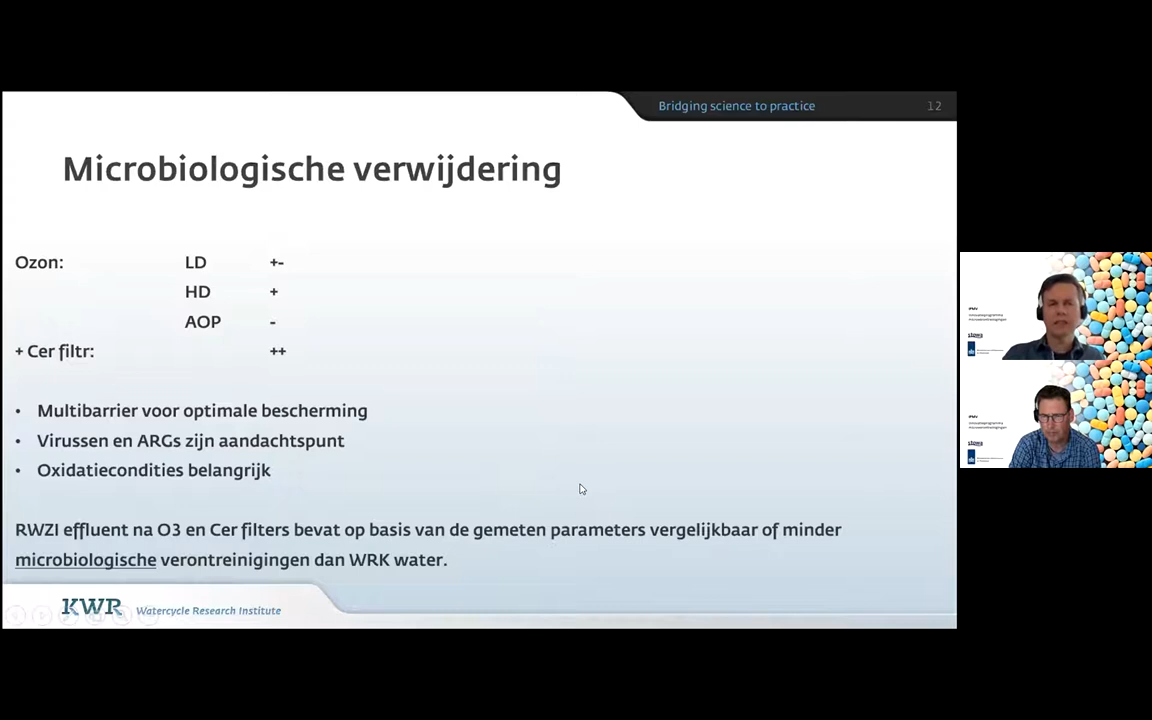 Bridging science to practice 12
Microbiologische verwijdering
Ozon: LD +-
HD +
AOP -
+ Cer filtr: ++
• Multibarrier voor optimale bescherming
• Virussen en ARGs zijn aandachtspunt
• Oxidatiecondities belangrijk
RWZI effluent na O3 en Cer filters bevat op basis van de gemeten parameters vergelijkbaar of minder
microbiologische verontreinigingen dan WRK water.
KWR Watercycle Research Institute
stowa
stowa